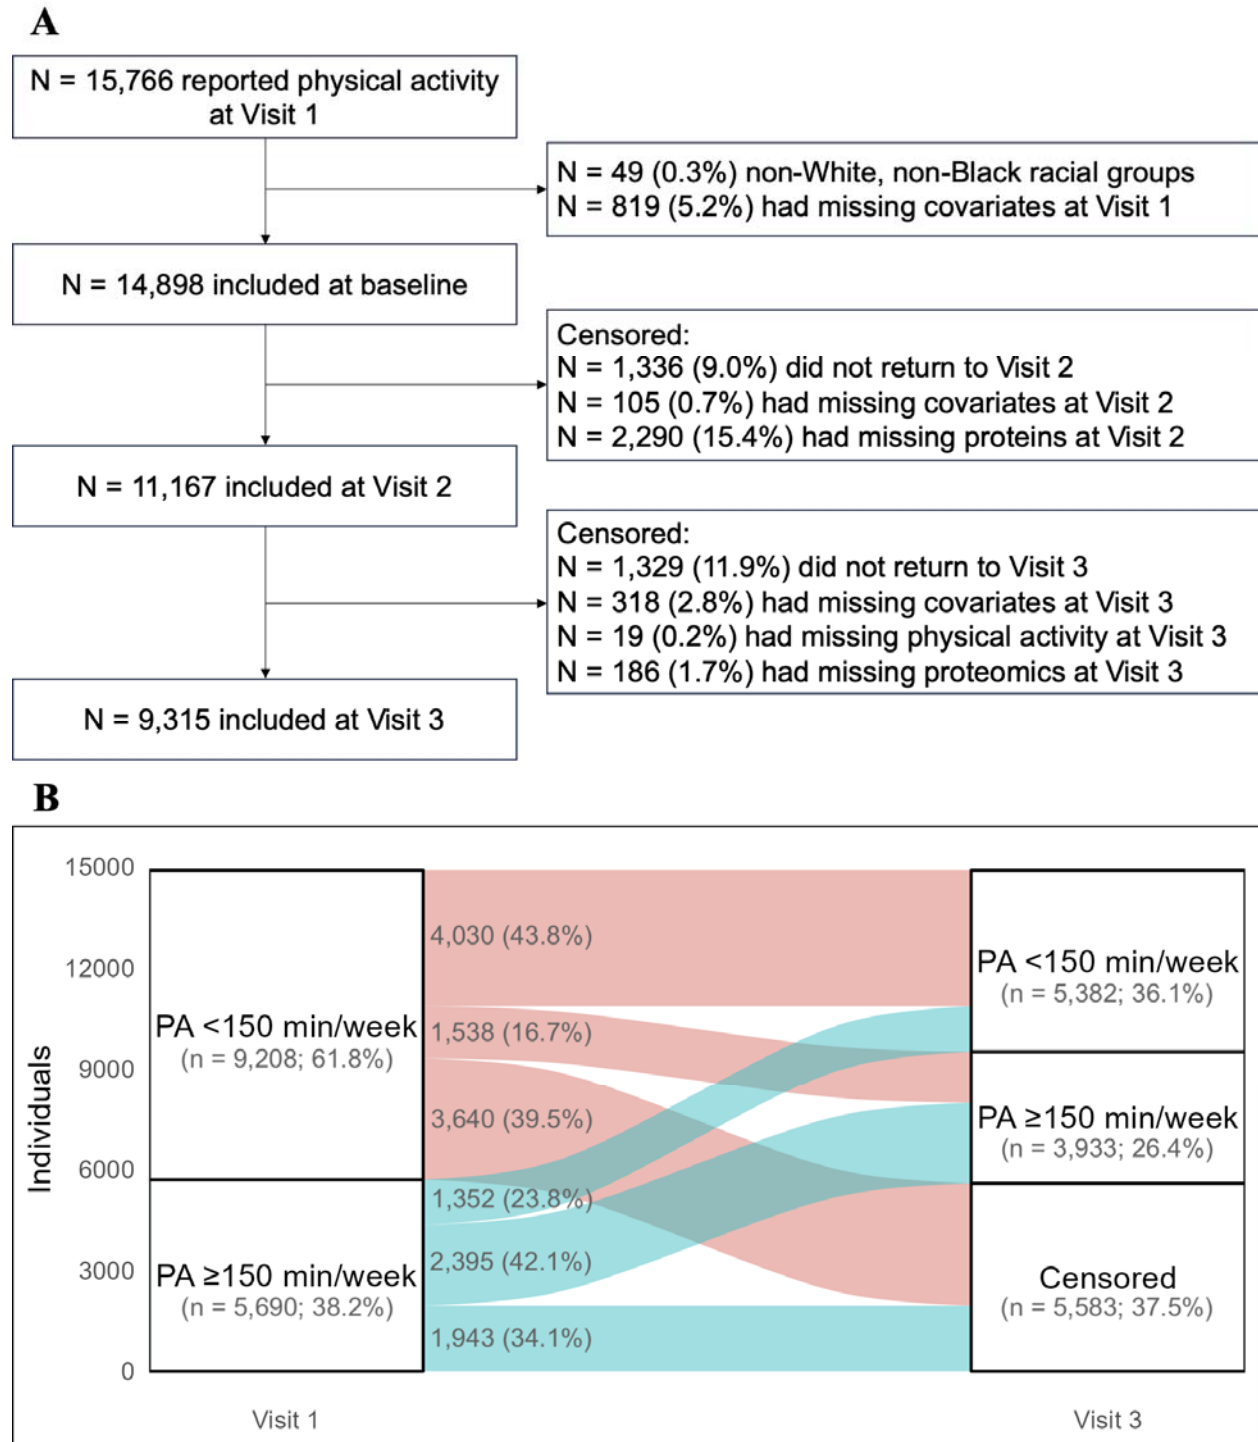 A
N = 15,766 reported physical activity
at Visit 1
N = 49 (0.3%) non-White, non-Black racial groups
N = 819 (5.2%) had missing covariates at Visit 1
N = 14,898 included at baseline
Censored:
N = 1,336 (9.0%) did not return to Visit 2
N = 105 (0.7%) had missing covariates at Visit 2
N = 2,290 (15.4%) had missing proteins at Visit 2
N = 11,167 included at Visit 2
Censored:
N = 1,329 (11.9%) did not return to Visit 3
N = 318 (2.8%) had missing covariates at Visit 3
N = 19 (0.2%) had missing physical activity at Visit 3
N = 186 (1.7%) had missing proteomics at Visit 3
N = 9,315 included at Visit 3
B
Individuals
15000
12000
9000
6000
3000
0
PA <150 min/week
(n = 9,208; 61.8%)
PA ≥150 min/week
(n = 5,690; 38.2%)
4,030 (43.8%)
1,538 (16.7%)
3,640 (39.5%)
1,352 (23.8%)
2,395 (42.1%)
1,943 (34.1%)
PA <150 min/week
(n = 5,382; 36.1%)
PA ≥150 min/week
(n = 3,933; 26.4%)
Censored
(n = 5,583; 37.5%)
Visit 1
Visit 3